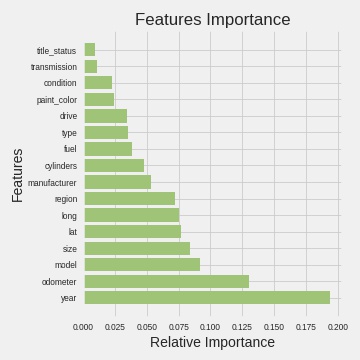 Features Importance
title_status
transmission
condition
paint_color
drive
type
fuel
cylinders
manufacturer
region
long
lat
size
model
odometer
year
Features
0.000 0.025 0.050 0.075 0.100 0.125 0.150 0.175 0.200
Relative Importance